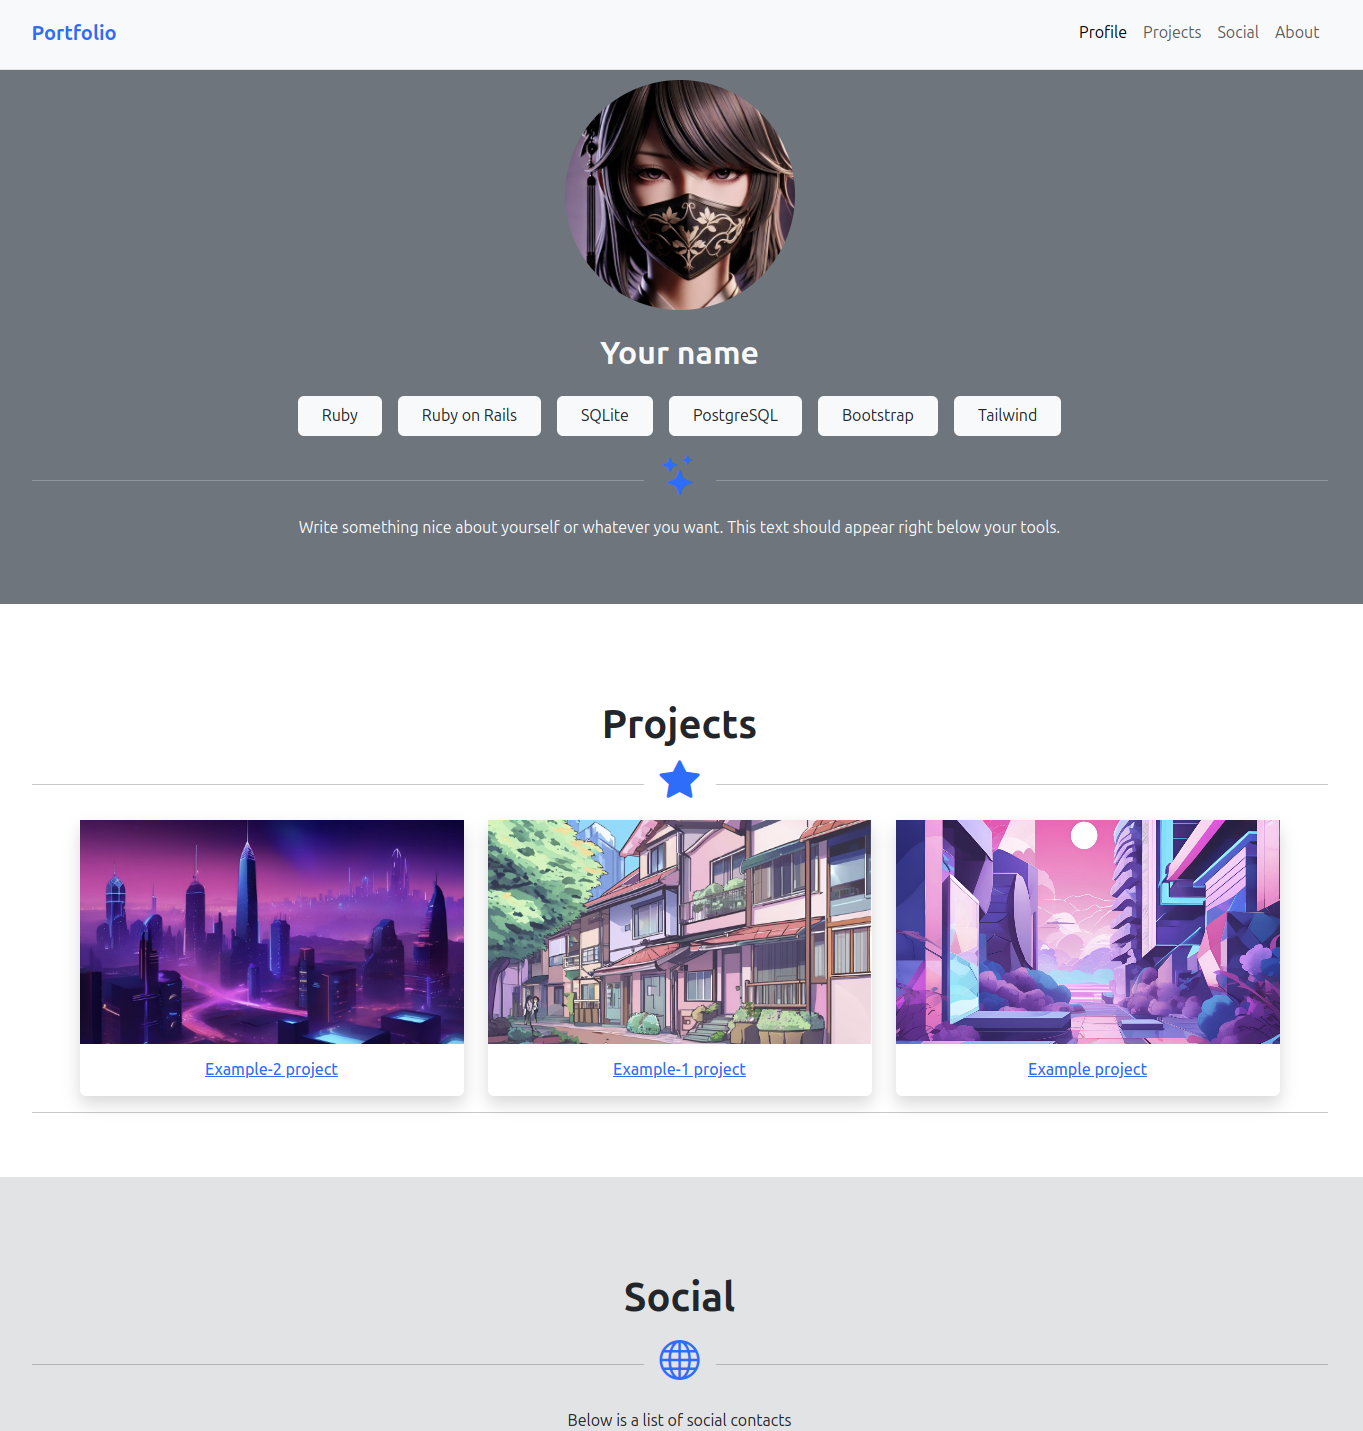 Portfolio
Profile Projects Social About
Your name
Ruby Ruby on Rails SQLite PostgreSQL Bootstrap Tailwind
Write something nice about yourself or whatever you want. This text should appear right below your tools.
Projects
Example-2 project Example-1 project Example project
Social
Below is a list of social contacts